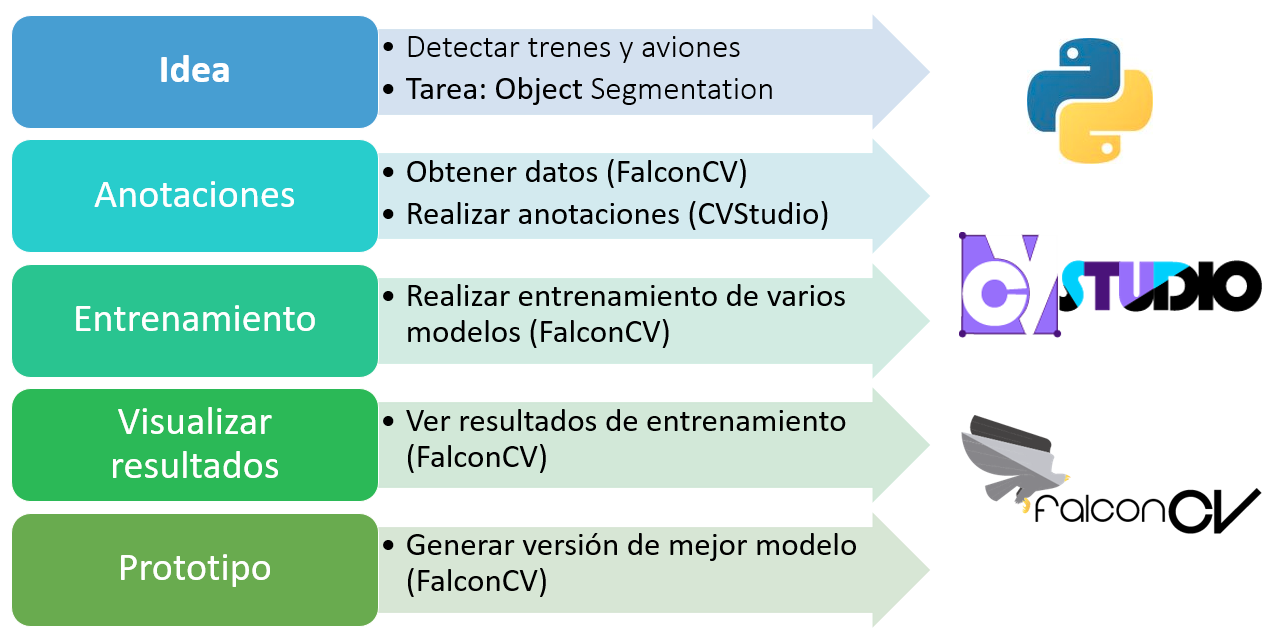 Idea
• Detectar trenes y aviones
• Tarea: Object Segmentation
Anotaciones
• Obtener datos (FalconCV)
• Realizar anotaciones (CVStudio)
Entrenamiento
• Realizar entrenamiento de varios
modelos (FalconCV)
Visualizar
resultados
• Ver resultados de entrenamiento
(FalconCV)
Prototipo
• Generar versión de mejor modelo
(FalconCV)
CV STUDIO
falconCV